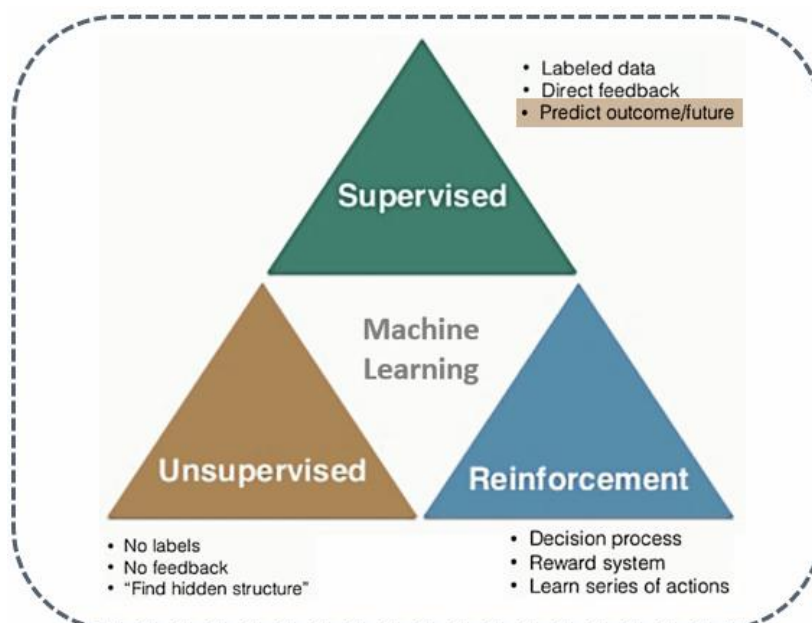 • Labeled data
• Direct feedback
• Predict outcome/future
Supervised
Machine
Learning
Unsupervised
Reinforcement
• No labels
• No feedback
• “Find hidden structure”
• Decision process
• Reward system
• Learn series of actions